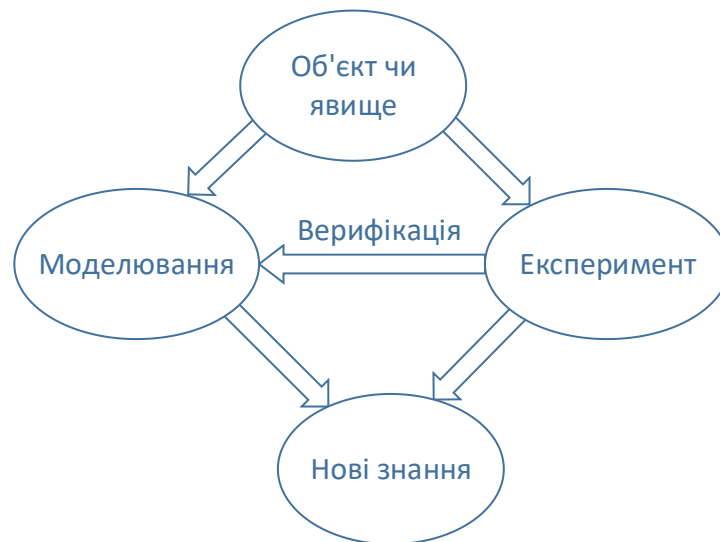 Об'єкт чи
явище
Верифікація
Моделювання
Експеримент
Нові знання